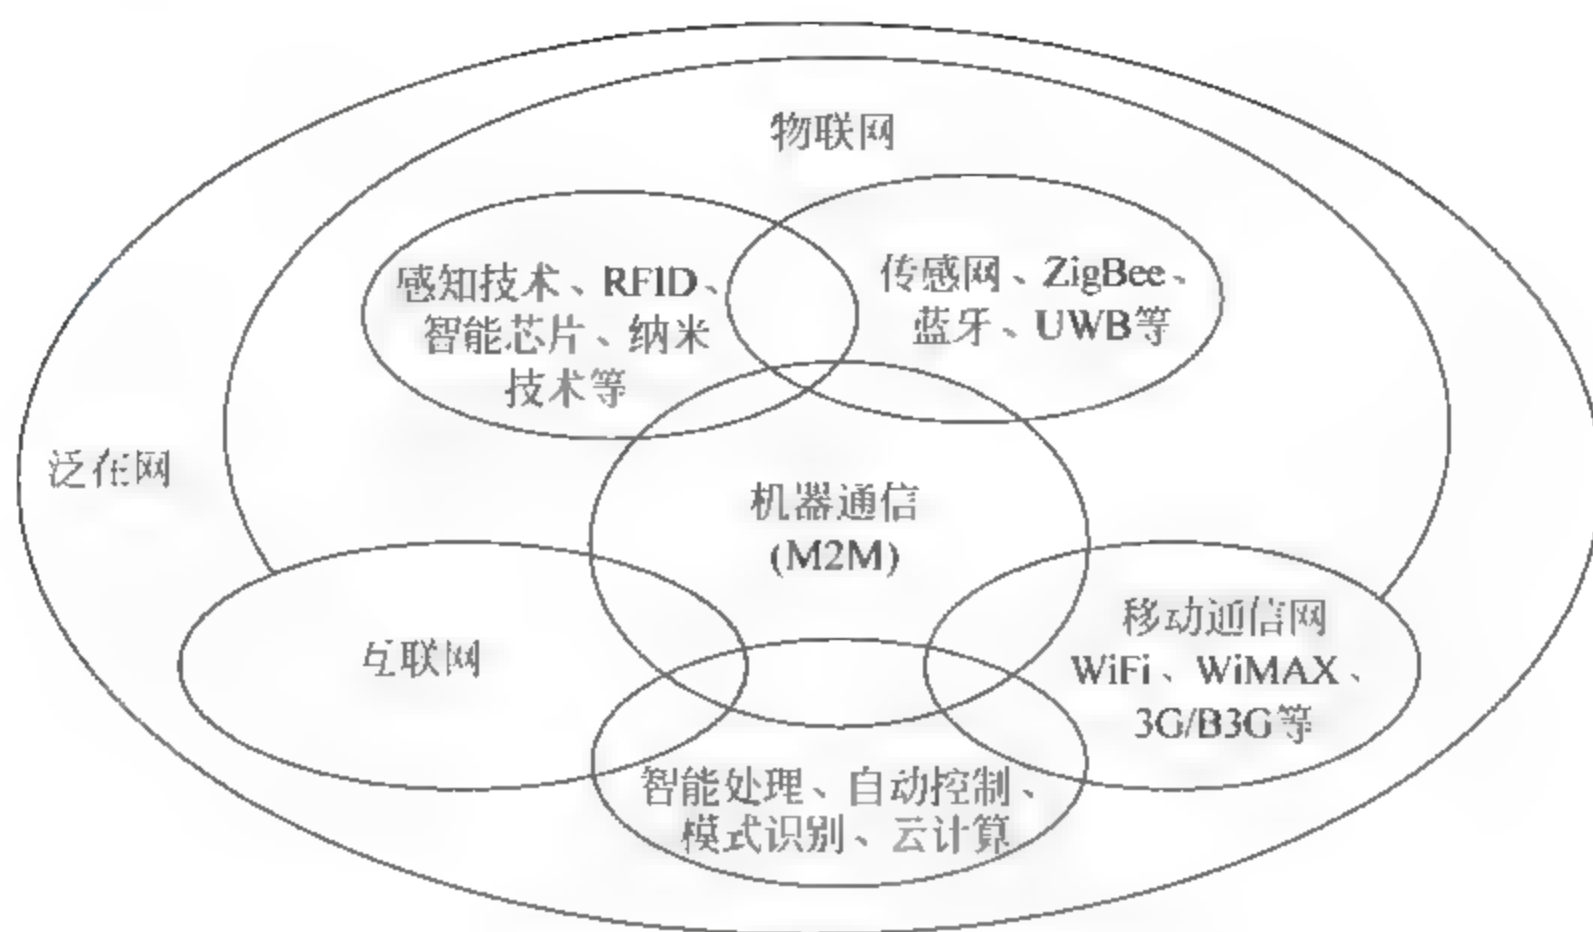 物联网
感知技术、RFID、
智能芯片、纳米
技术等
传感网、ZigBee、
蓝牙、UWB等
泛在网
机器通信
(M2M)
互联网
移动通信网
WiFi、WiMAX、
3G/B3G等
智能处理、自动控制、
模式识别、云计算